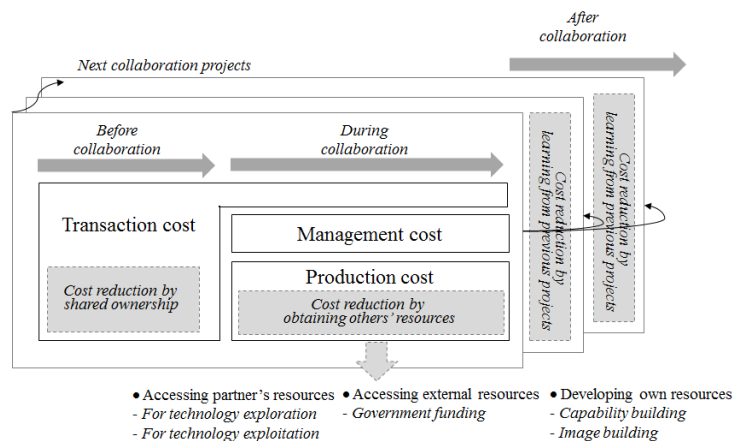 After
collaboration
Next collaboration projects
Before
collaboration
During
collaboration
Transaction cost
Management cost
Production cost
Cost reduction by
shared ownership
Cost reduction by
obtaining others' resources
Cost reduction by
learning from previous projects
Cost reduction by
learning from previous projects
● Accessing partner's resources
- For technology exploration
- For technology exploitation
● Accessing external resources
- Government funding
● Developing own resources
- Capability building
- Image building